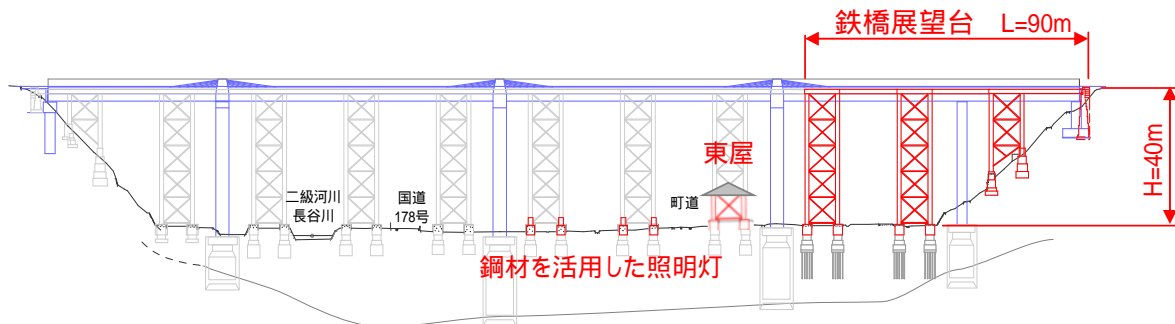 鉄橋展望台 L=90m
H=40m
東屋
二級河川
長谷川
国道
178号
町道
鋼材を活用した照明灯